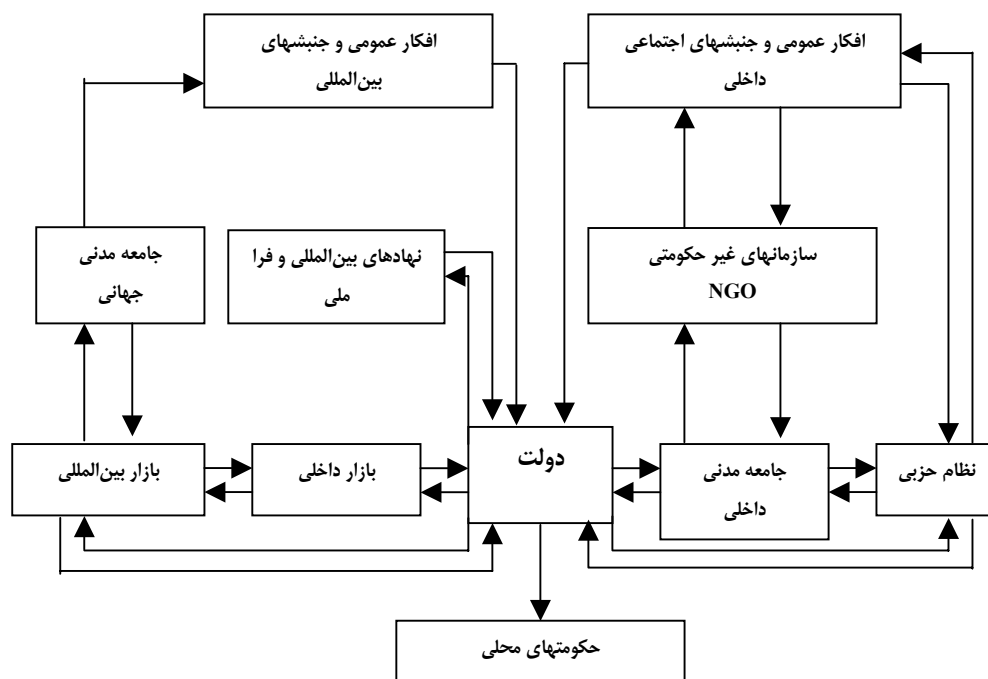 افکار عمومی و جنبشهای اجتماعی
داخلی
افکار عمومی و جنبشهای
بین‌المللی
سازمانهای غیر حکومتی
NGO
نهادهای بین‌المللی و فرا
ملی
جامعه مدنی
جهانی
نظام حزبی
جامعه مدنی
داخلی
دولت
بازار داخلی
بازار بین‌المللی
حکومتهای محلی